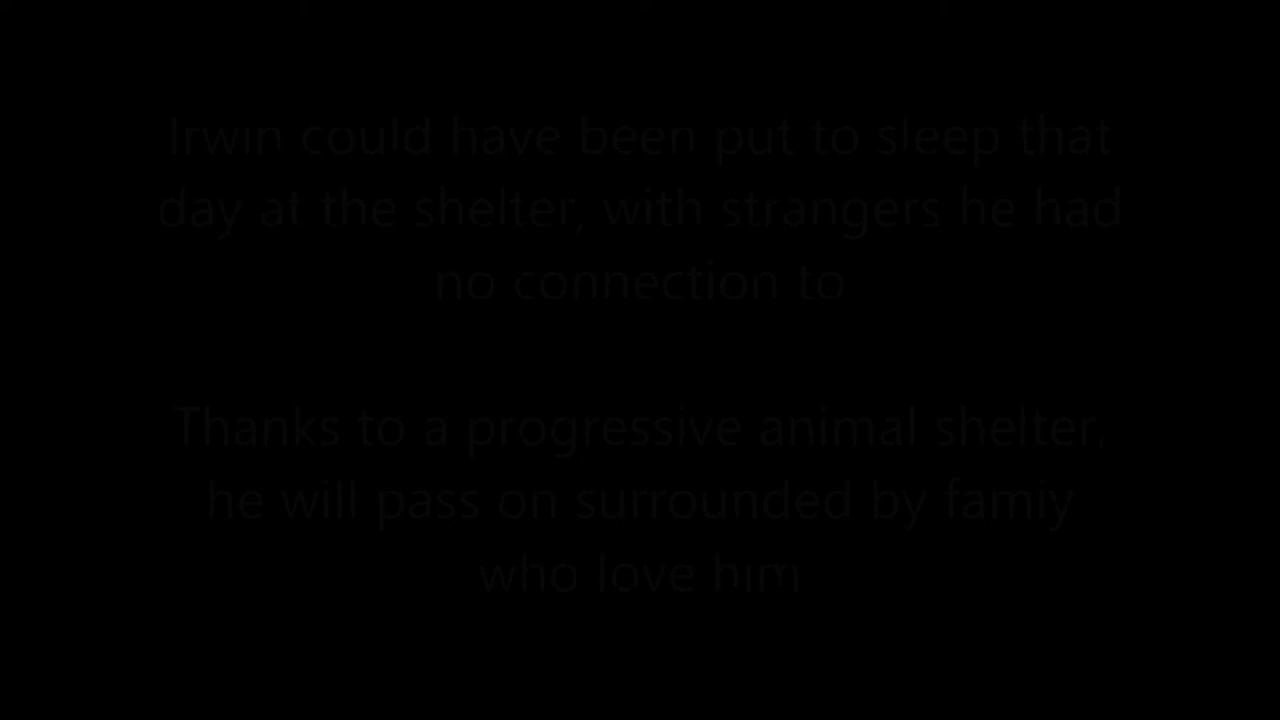 Irwin could have been put to sleep that
day at the shelter, with strangers he had
no connection to
Thanks to a progressive animal shelter,
he will pass on surrounded by famiy
who love him